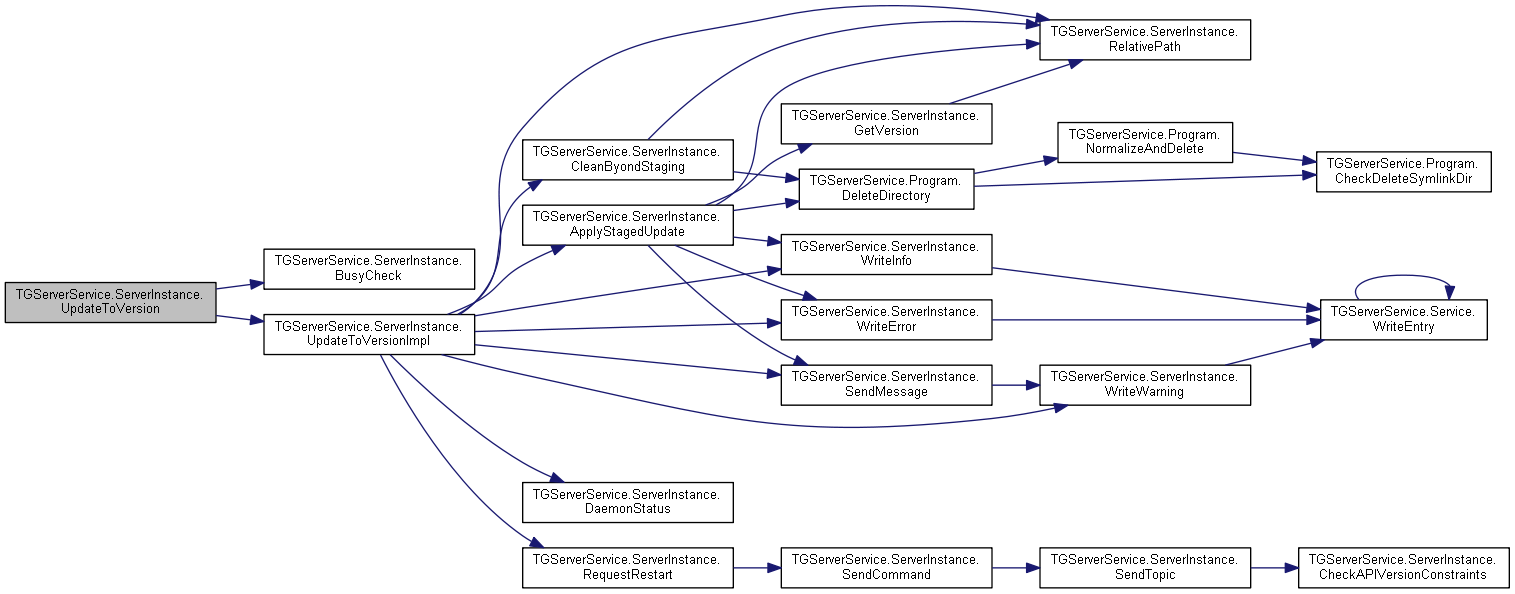 TGServerService.ServerInstance.
UpdateToVersion
TGServerService.ServerInstance.
BusyCheck
TGServerService.ServerInstance.
UpdateToVersionImpl
TGServerService.ServerInstance.
CleanByondStaging
TGServerService.ServerInstance.
ApplyStagedUpdate
TGServerService.ServerInstance.
DaemonStatus
TGServerService.ServerInstance.
RequestRestart
TGServerService.ServerInstance.
GetVersion
TGServerService.Program.
DeleteDirectory
TGServerService.ServerInstance.
WriteInfo
TGServerService.ServerInstance.
WriteError
TGServerService.ServerInstance.
SendMessage
TGServerService.ServerInstance.
SendCommand
TGServerService.ServerInstance.
RelativePath
TGServerService.Program.
NormalizeAndDelete
TGServerService.ServerInstance.
WriteWarning
TGServerService.ServerInstance.
SendTopic
TGServerService.Program.
CheckDeleteSymlinkDir
TGServerService.Service.
WriteEntry
TGServerService.ServerInstance.
CheckAPIVersionConstraints